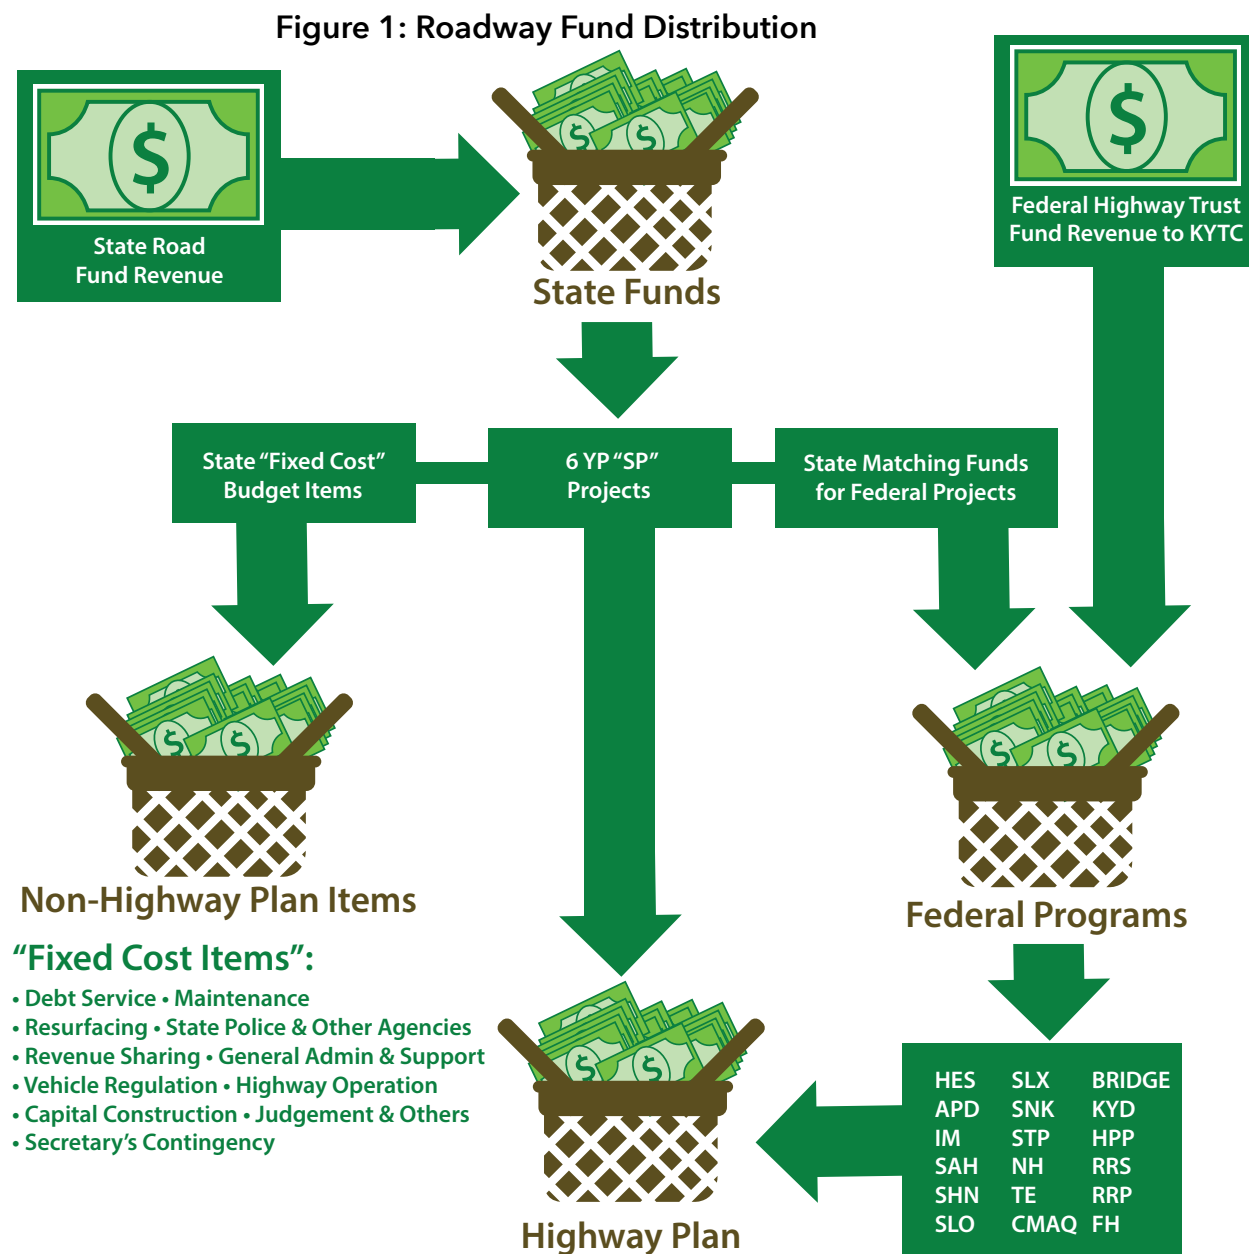 Figure 1: Roadway Fund Distribution
$
State Road
Fund Revenue
$ $
State Funds
$
Federal Highway Trust
Fund Revenue to KYTC
State “Fixed Cost”
Budget Items
6 YP “SP”
Projects
State Matching Funds
for Federal Projects
$ $
Non-Highway Plan Items
“Fixed Cost Items”:
• Debt Service • Maintenance
• Resurfacing • State Police & Other Agencies
• Revenue Sharing • General Admin & Support
• Vehicle Regulation • Highway Operation
• Capital Construction • Judgement & Others
• Secretary’s Contingency
$ $
Federal Programs
$ $
Highway Plan
HES SLX BRIDGE
APD SNK KYD
IM STP HPP
SAH NH RRS
SHN TE RRP
SLO CMAQ FH